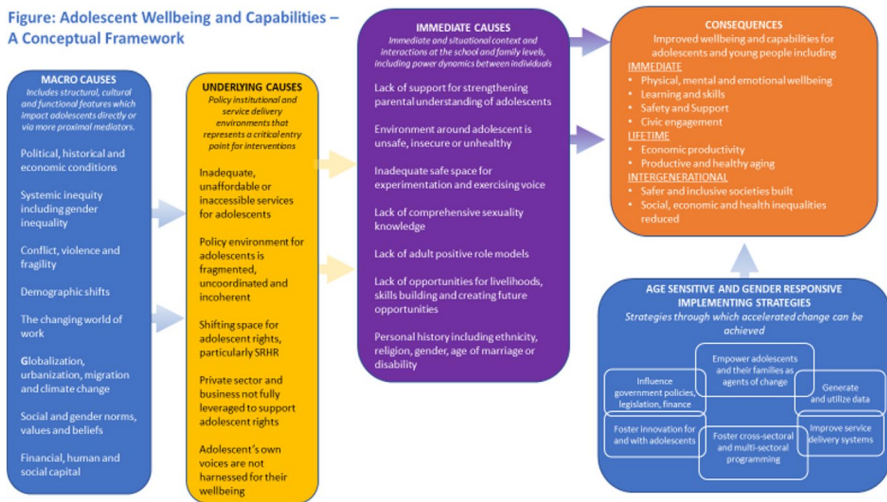 Figure: Adolescent Wellbeing and Capabilities –
A Conceptual Framework
MACRO CAUSES
Includes structural, cultural
and functional features which
impact adolescents directly or
via more proximal mediators.
Political, historical and
economic conditions
Systemic inequity
including gender
inequality
Conflict, violence and
fragility
Demographic shifts
The changing world of
work
Globalization,
urbanization, migration
and climate change
Social and gender norms,
values and beliefs
Financial, human and
social capital
UNDERLYING CAUSES
Policy institutional and
service delivery
environments that
represents a critical entry
point for interventions
Inadequate,
unaffordable or
inaccessible services
for adolescents
Policy environment for
adolescents is
fragmented,
uncoordinated and
incoherent
Shifting space for
adolescent rights,
particularly SRHR
Private sector and
business not fully
leveraged to support
adolescent rights
Adolescent's own
voices are not
harnessed for their
wellbeing
IMMEDIATE CAUSES
Immediate and situational context and
interactions at the school and family levels,
including power dynamics between individuals
Lack of support for strengthening
parental understanding of adolescents
Environment around adolescent is
unsafe, insecure or unhealthy
Inadequate safe space for
experimentation and exercising voice
Lack of comprehensive sexuality
knowledge
Lack of adult positive role models
Lack of opportunities for livelihoods,
skills building and creating future
opportunities
Personal history including ethnicity,
religion, gender, age of marriage or
disability
CONSEQUENCES
Improved wellbeing and capabilities for
adolescents and young people including
IMMEDIATE
• Physical, mental and emotional wellbeing
• Learning and skills
• Safety and Support
• Civic engagement
LIFETIME
• Economic productivity
• Productive and healthy aging
INTERGENERATIONAL
• Safer and inclusive societies built
• Social, economic and health inequalities
reduced
AGE SENSITIVE AND GENDER RESPONSIVE
IMPLEMENTING STRATEGIES
Strategies through which accelerated change can be
achieved
Empower adolescents
and their families as
agents of change
Influence
government policies,
legislation, finance
Generate
and utilize data
Foster innovation for
and with adolescents
Foster cross-sectoral
and multi-sectoral
programming
Improve service
delivery systems